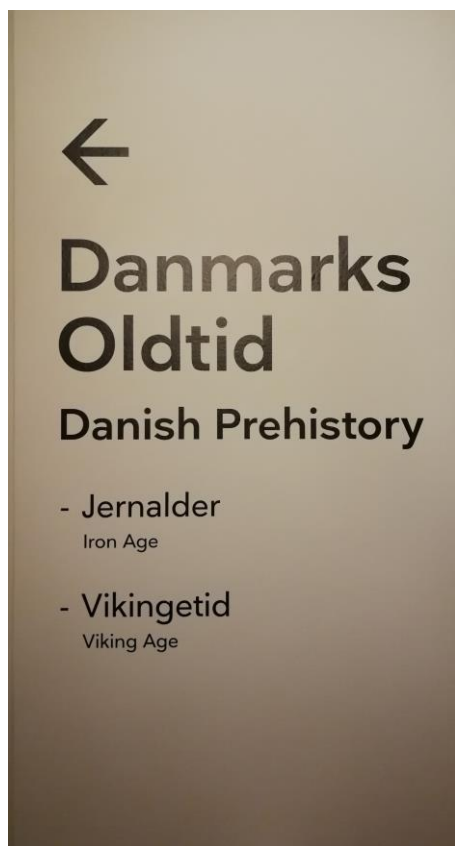 ←
Danmarks
Oldtid
Danish Prehistory
- Jernalder
Iron Age
- Vikingetid
Viking Age